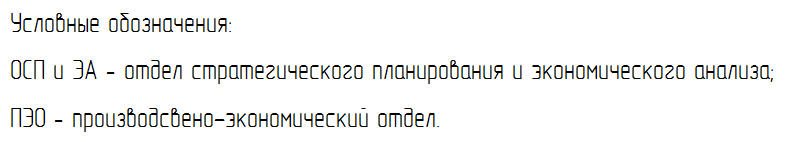 Условные обозначения:
ОСП и ЭА - отдел стратегического планирования и экономического анализа;
ПЭО - производсвено-экономический отдел.